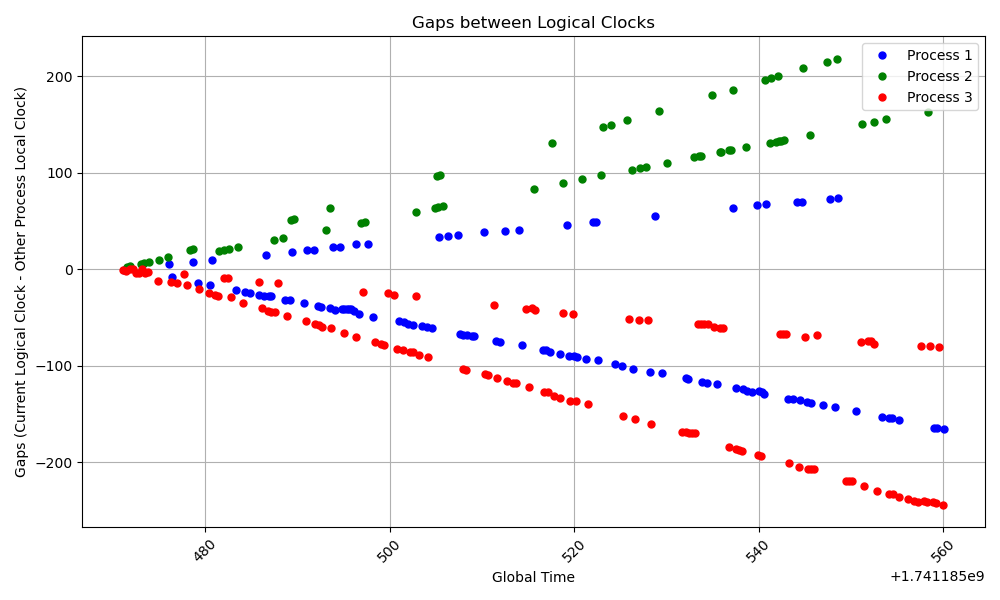 Gaps between Logical Clocks
Process 1
Process 2
Process 3
Gaps (Current Logical Clock - Other Process Local Clock)
200
100
0
−100
−200
480
500
520
540
560
Global Time
+1.741185e9